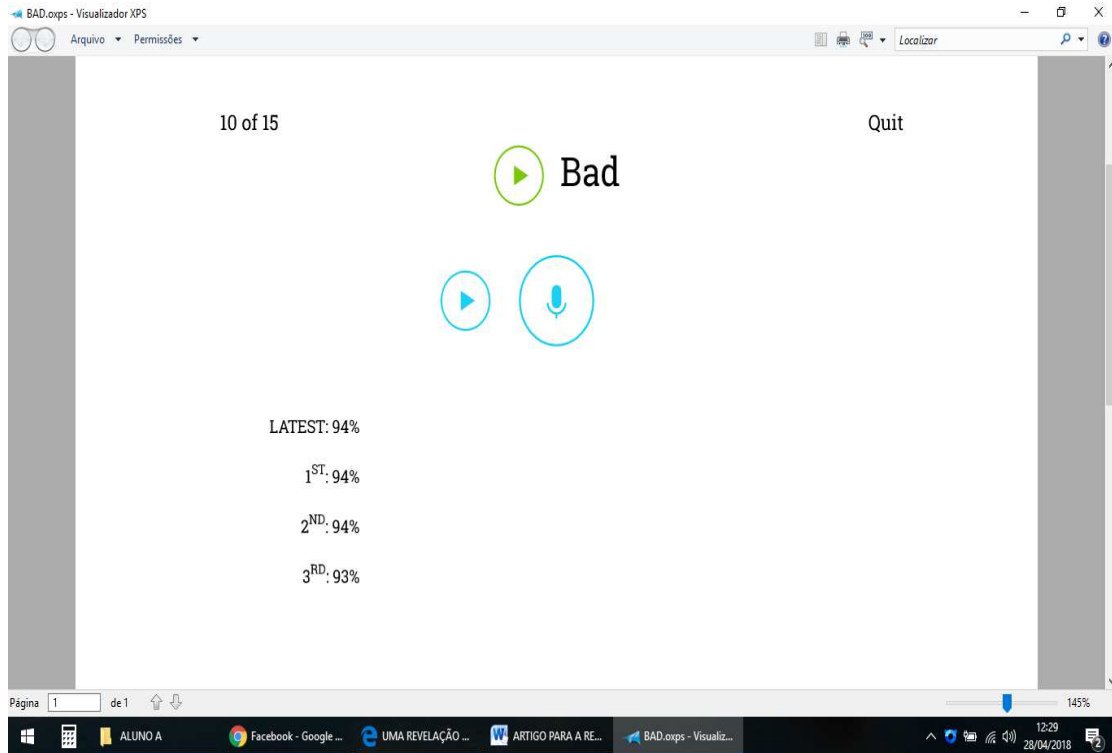 BAD.oxps - Visualizador XPS
Arquivo Permissões
Localizar
10 of 15 Quit
Bad
LATEST: 94%
1ST: 94%
2ND: 94%
3RD: 93%
Página 1 de 1 145%
ALUNO A Facebook - Google ... UMA REVELAÇÃO ... ARTIGO PARA A RE... BAD.oxps - Visualiz... 12:29
28/04/2018 2